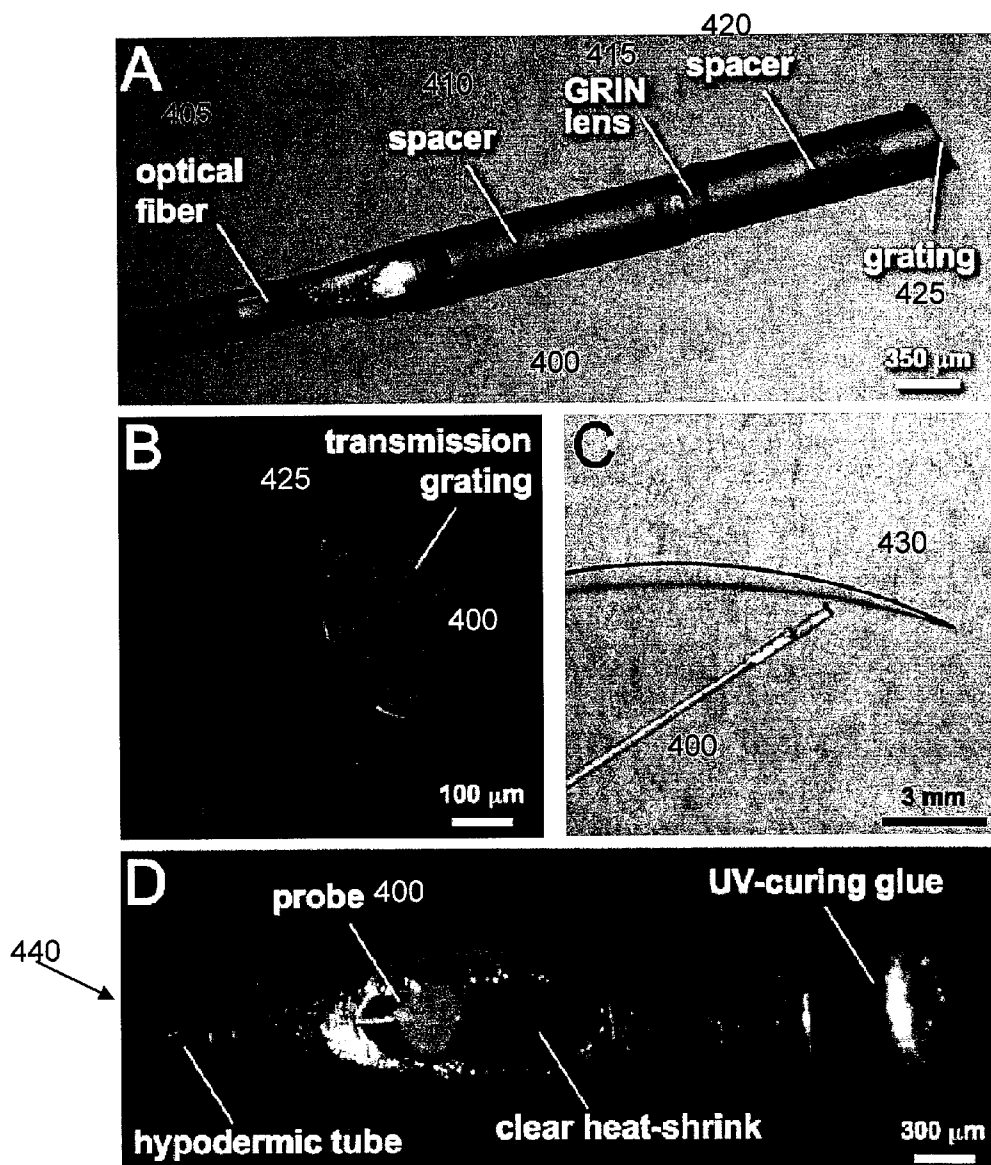 420
A
415
spacer
410
GRIN
lens
405
spacer
optical
fiber
grating
425
400
350 µm
B
transmission
grating
425
400
100 µm
C
430
400
3 mm
D
probe 400
UV-curing glue
440
hypodermic tube
clear heat-shrink
300 µm